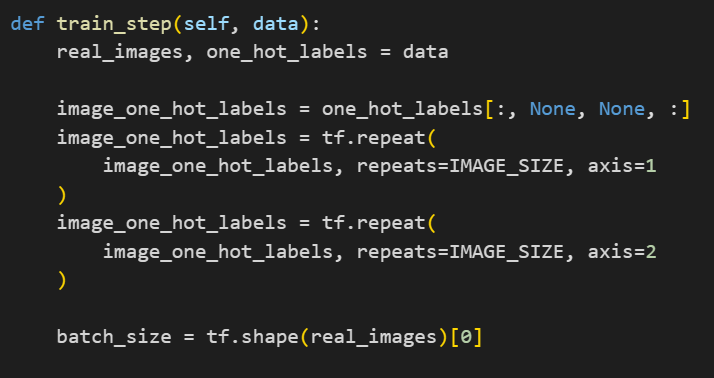 def train_step(self, data):
    real_images, one_hot_labels = data

    image_one_hot_labels = one_hot_labels[:, None, None, :]
    image_one_hot_labels = tf.repeat(
        image_one_hot_labels, repeats=IMAGE_SIZE, axis=1
    )
    image_one_hot_labels = tf.repeat(
        image_one_hot_labels, repeats=IMAGE_SIZE, axis=2
    )

    batch_size = tf.shape(real_images)[0]